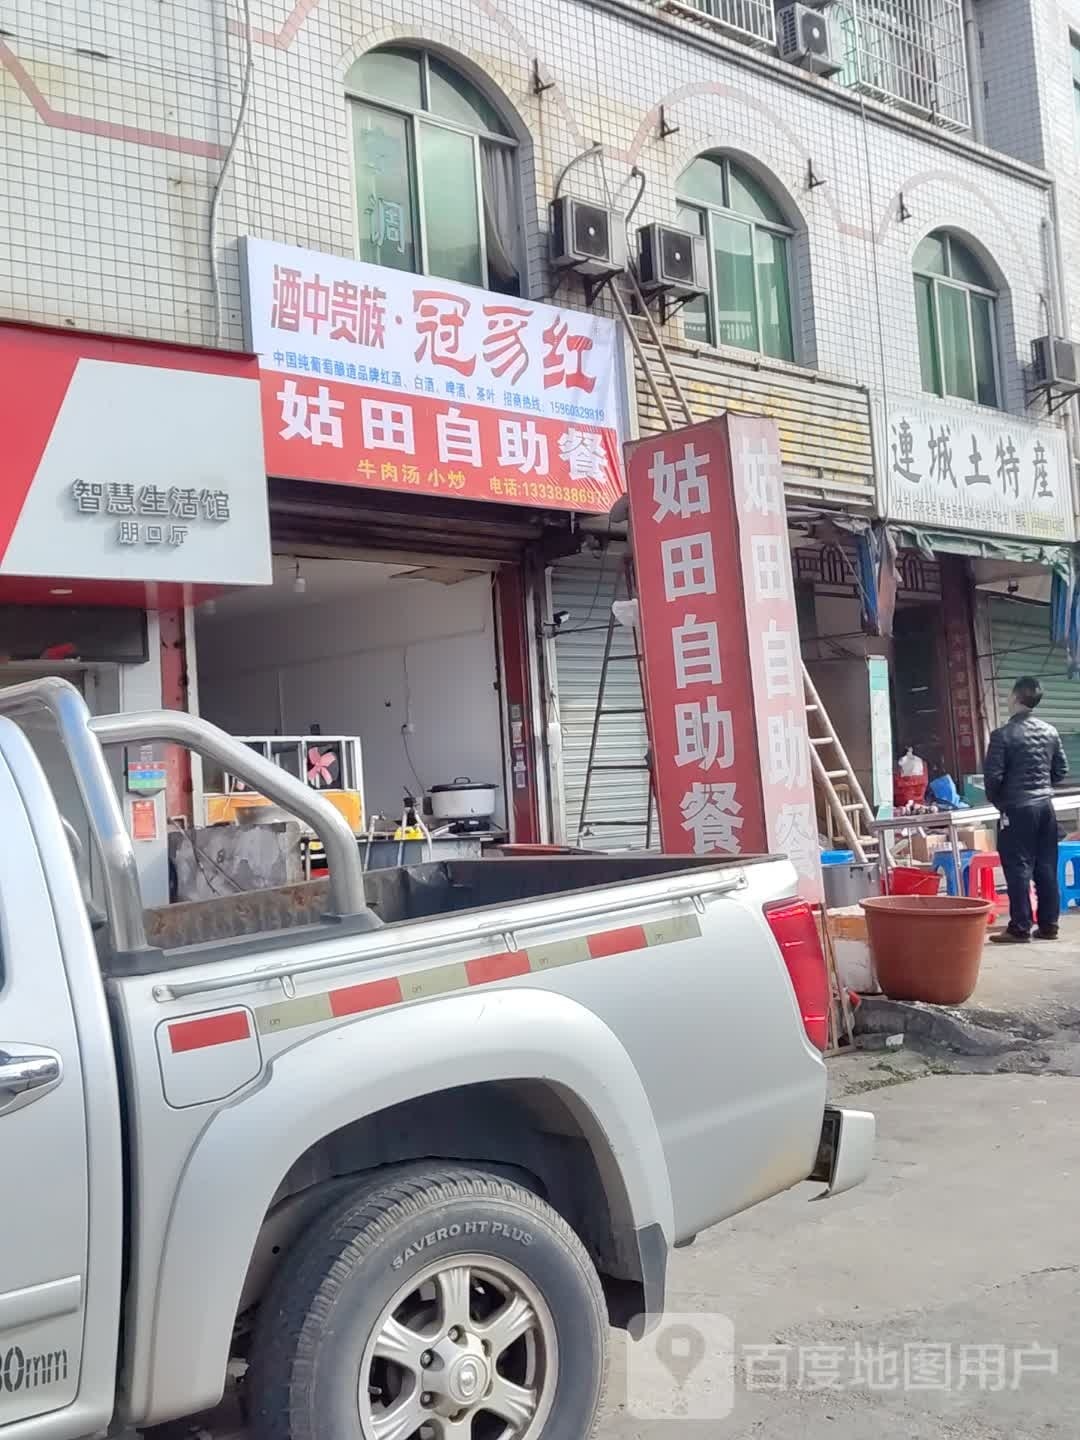 空调
酒中贵族·冠豸红
中国纯葡萄酿造品牌红酒、白酒、啤酒、茶叶 招商热线:15960329819
姑田自助餐
牛肉汤 小炒 电话:1333838697
智慧生活馆
朋口厅
姑田自助餐
姑田自助餐
連城土特産
SAVERO HT PLUS
30mm
百度地图用户